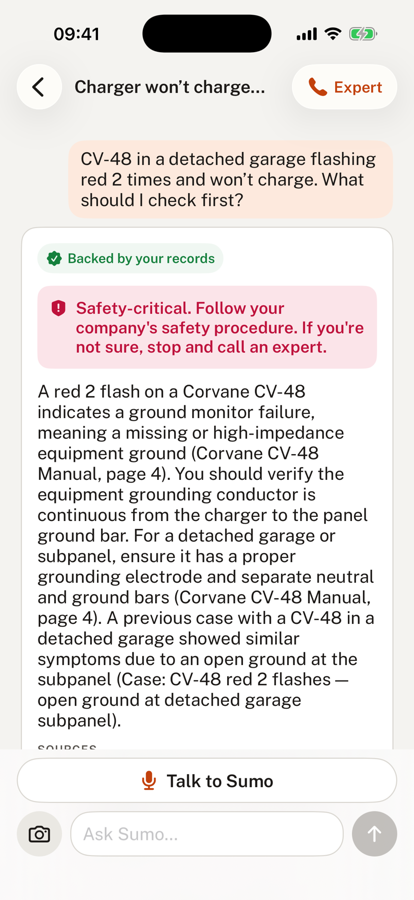 09:41
Charger won’t charge...
Expert
CV-48 in a detached garage flashing
red 2 times and won’t charge. What
should I check first?
Backed by your records
Safety-critical. Follow your
company's safety procedure. If you're
not sure, stop and call an expert.
A red 2 flash on a Corvane CV-48
indicates a ground monitor failure,
meaning a missing or high-impedance
equipment ground (Corvane CV-48
Manual, page 4). You should verify the
equipment grounding conductor is
continuous from the charger to the panel
ground bar. For a detached garage or
subpanel, ensure it has a proper
grounding electrode and separate neutral
and ground bars (Corvane CV-48 Manual,
page 4). A previous case with a CV-48 in a
detached garage showed similar
symptoms due to an open ground at the
subpanel (Case: CV-48 red 2 flashes —
open ground at detached garage
subpanel).
SOURCES
Talk to Sumo
Ask Sumo...